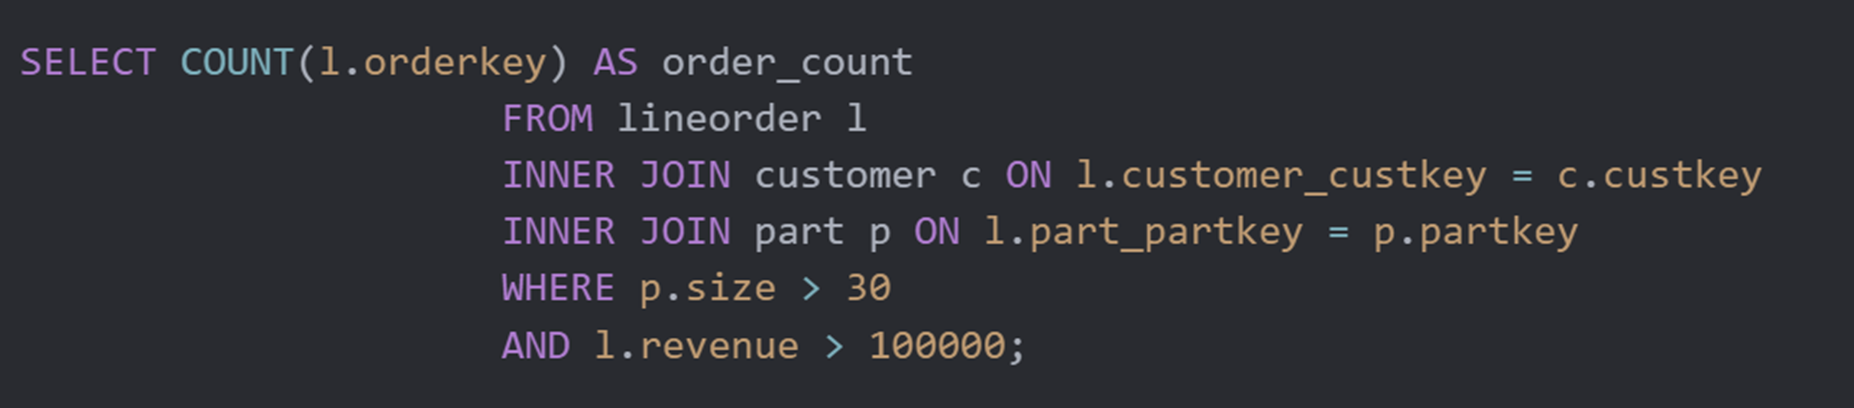 SELECT COUNT(l.orderkey) AS order_count
FROM lineorder l
INNER JOIN customer c ON l.customer_custkey = c.custkey
INNER JOIN part p ON l.part_partkey = p.partkey
WHERE p.size > 30
AND l.revenue > 100000;